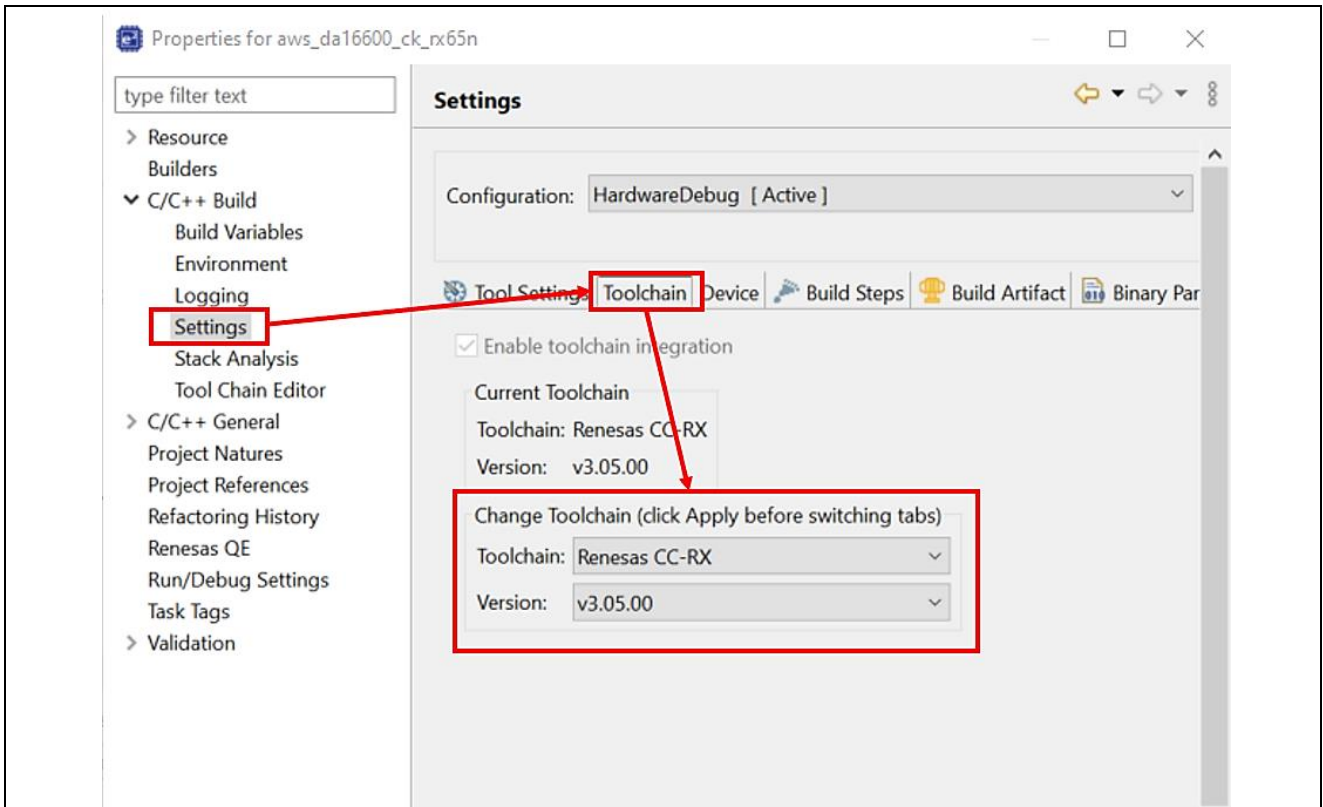 Properties for aws_da16600_ck_rx65n
type filter text
Resource
Builders
C/C++ Build
Build Variables
Environment
Logging
Settings
Stack Analysis
Tool Chain Editor
C/C++ General
Project Natures
Project References
Refactoring History
Renesas QE
Run/Debug Settings
Task Tags
Validation
Settings
Configuration: HardwareDebug [ Active ]
Tool Settings Toolchain Device Build Steps Build Artifact Binary Par
Enable toolchain integration
Current Toolchain
Toolchain: Renesas CC-RX
Version: v3.05.00
Change Toolchain (click Apply before switching tabs)
Toolchain: Renesas CC-RX
Version: v3.05.00